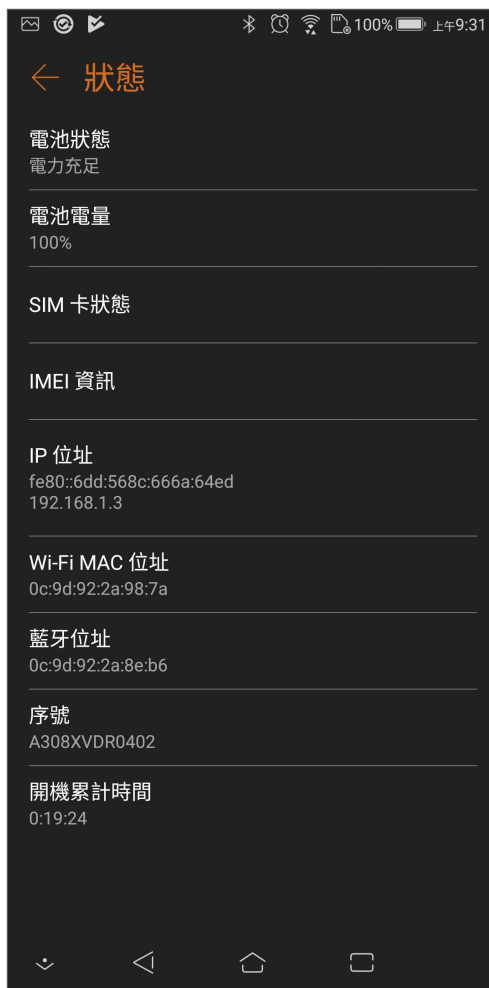 100% 上午9:31
狀態
電池狀態
電力充足
電池電量
100%
SIM 卡狀態
IMEI 資訊
IP 位址
fe80::6dd:568c:666a:64ed
192.168.1.3
Wi-Fi MAC 位址
0c:9d:92:2a:98:7a
藍牙位址
0c:9d:92:2a:8e:b6
序號
A308XVDR0402
開機累計時間
0:19:24